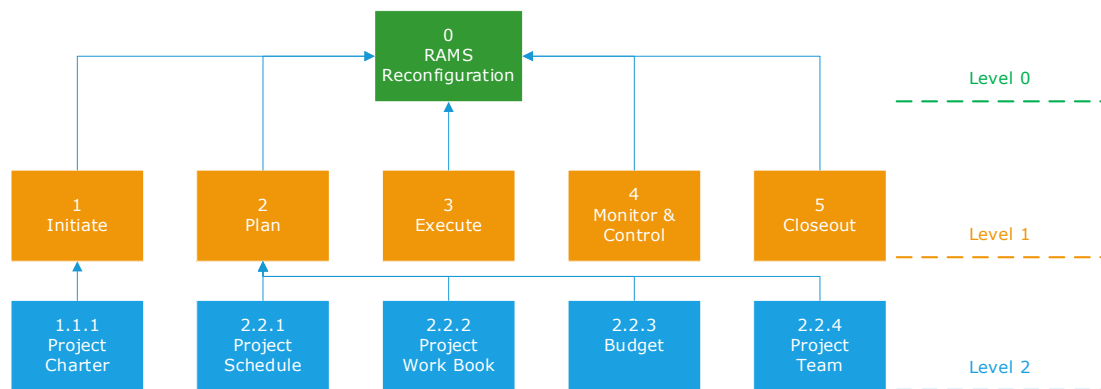 0
RAMS
Reconfiguration
Level 0
1
Initiate
2
Plan
3
Execute
4
Monitor &
Control
5
Closeout
Level 1
1.1.1
Project
Charter
2.2.1
Project
Schedule
2.2.2
Project
Work Book
2.2.3
Budget
2.2.4
Project
Team
Level 2